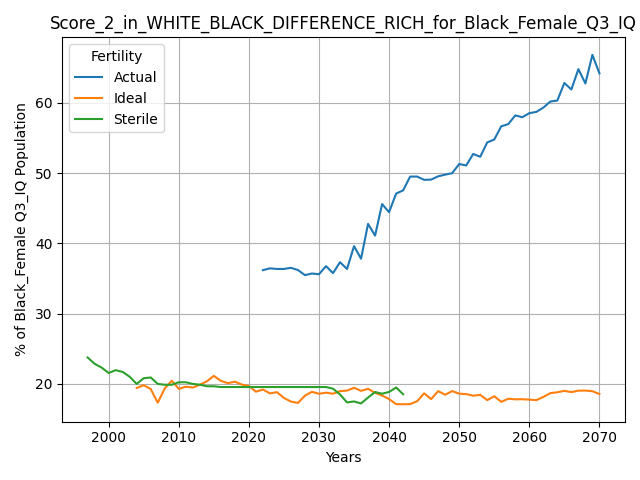 Score_2_in_WHITE_BLACK_DIFFERENCE_RICH_for_Black_Female_Q3_IQ
Fertility
Actual
Ideal
Sterile
% of Black_Female Q3_IQ Population
60
50
40
30
20
2000 2010 2020 2030 2040 2050 2060 2070
Years